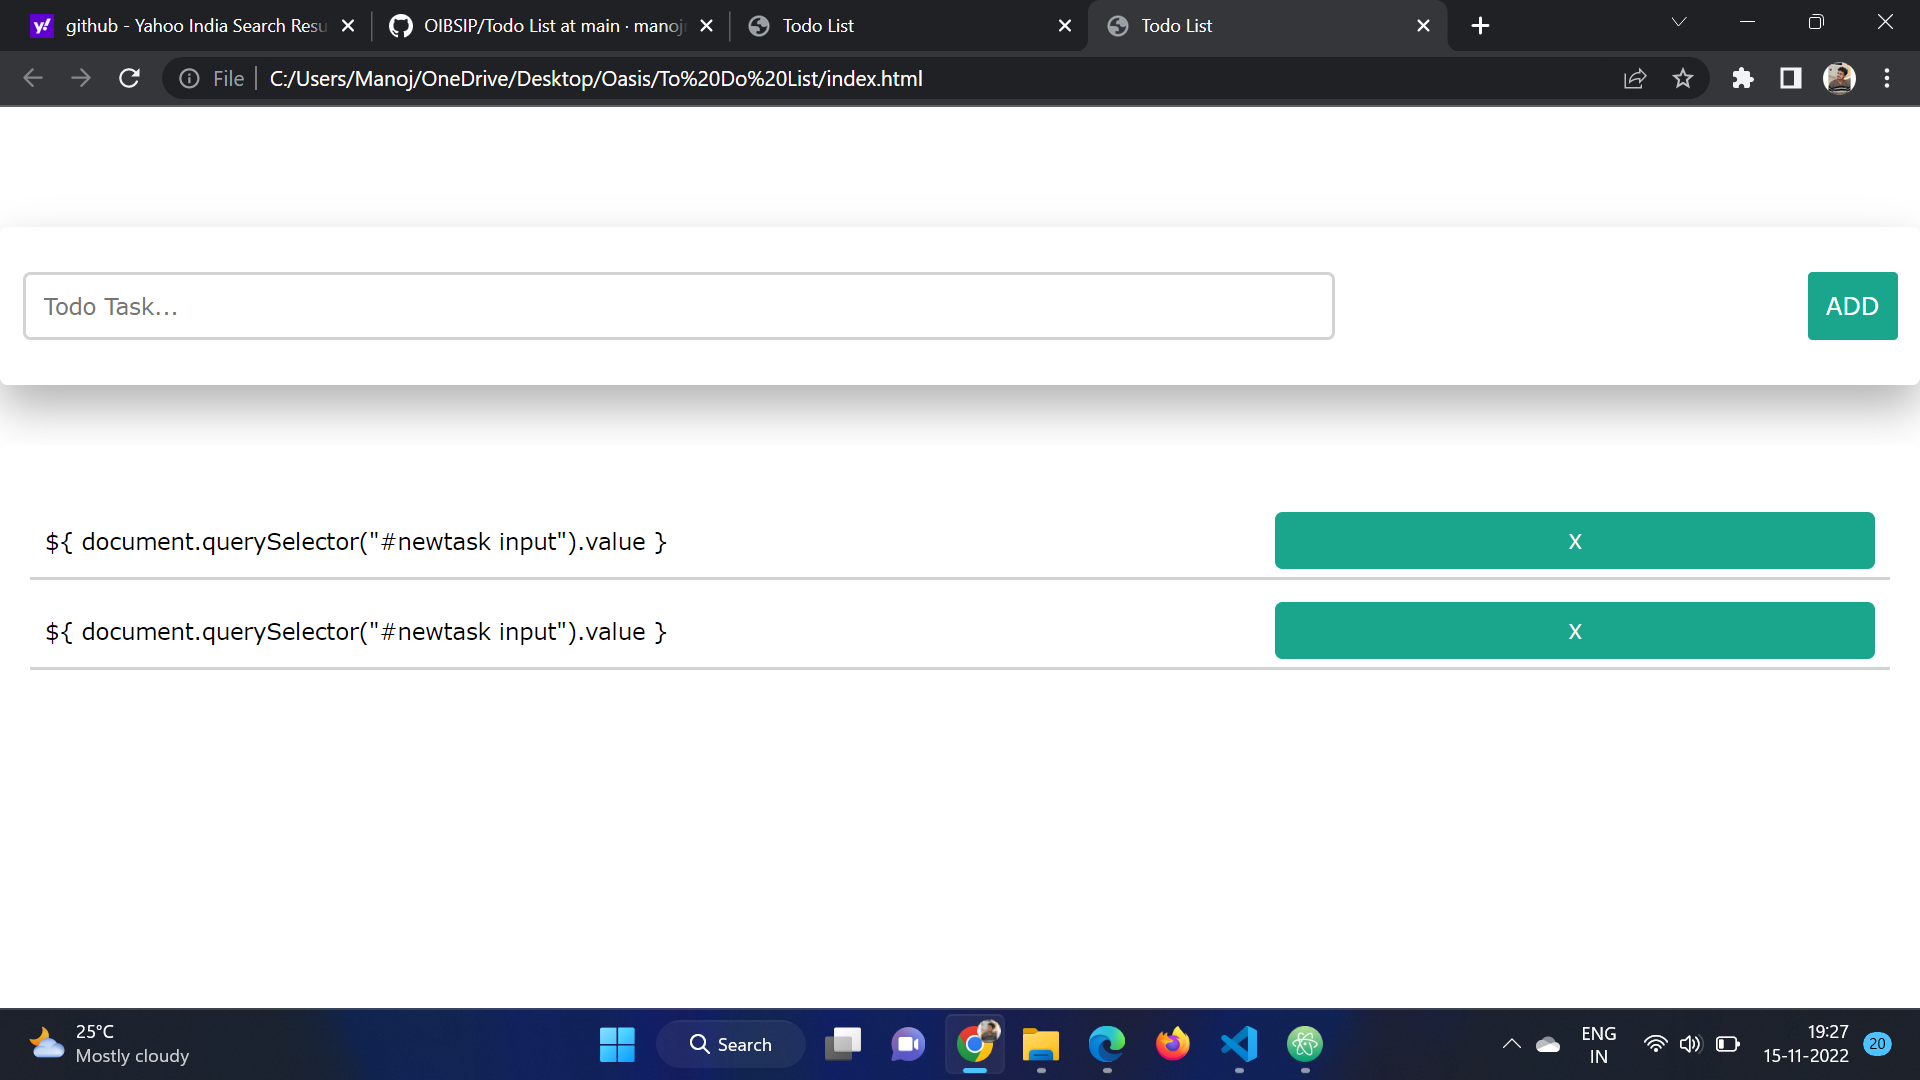 github - Yahoo India Search Resu
OIBSIP/Todo List at main · manoj
Todo List
Todo List
File
C:/Users/Manoj/OneDrive/Desktop/Oasis/To%20Do%20List/index.html
Todo Task...
ADD
${ document.querySelector("#newtask input").value }
X
${ document.querySelector("#newtask input").value }
X
25°C
Mostly cloudy
Search
ENG
IN
19:27
15-11-2022
20